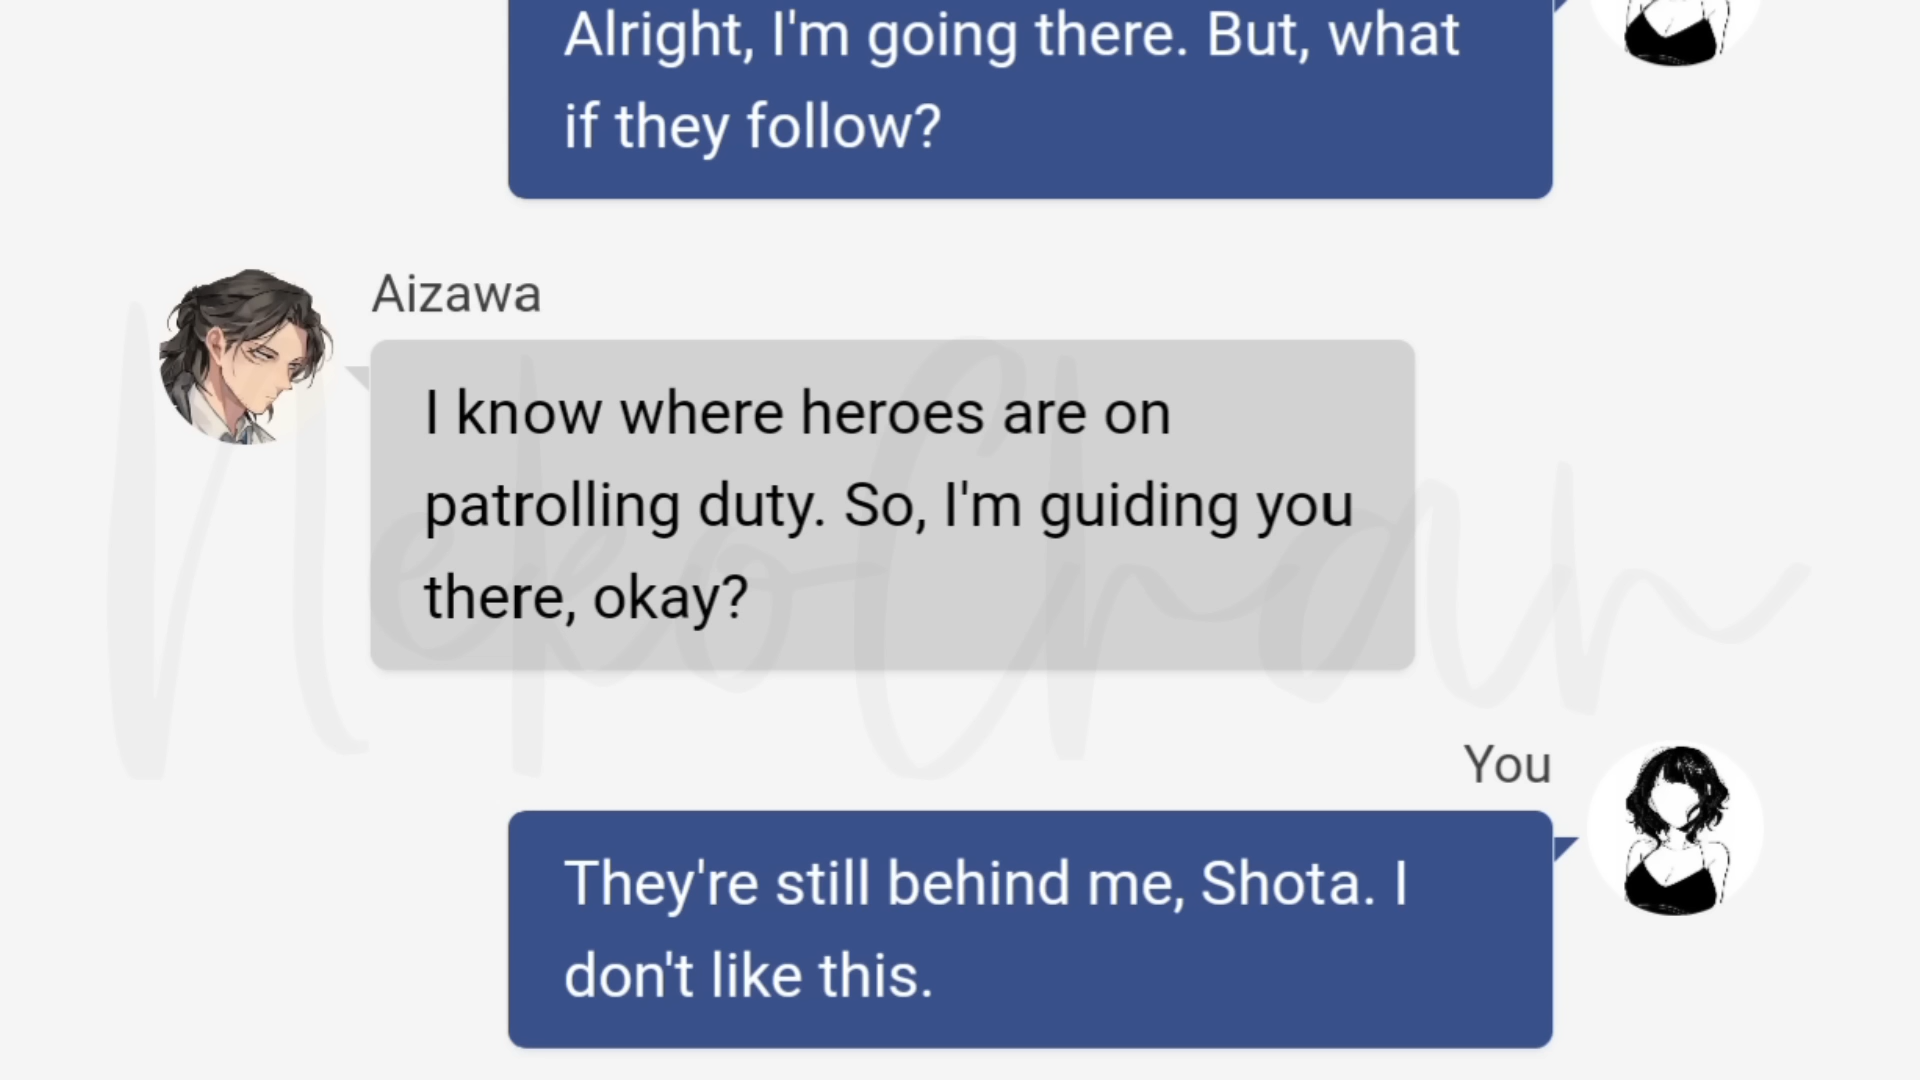 Alright, I'm going there. But, what
if they follow?
Aizawa
I know where heroes are on
patrolling duty. So, I'm guiding you
there, okay?
NekoChan
You
They're still behind me, Shota. I
don't like this.